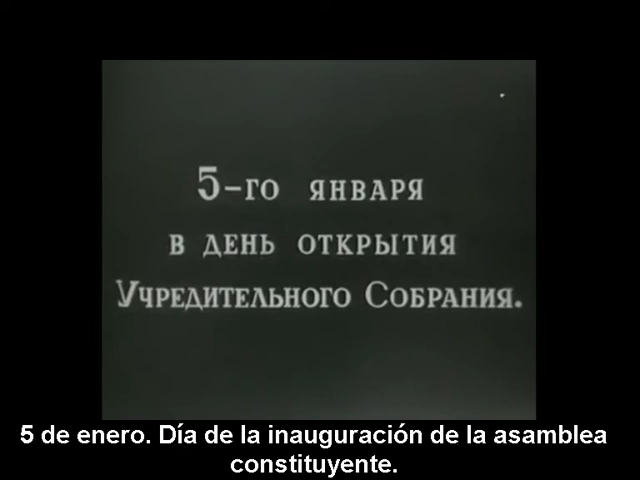 5-го января
в день открытия
Учредительного Собрания.
5 de enero. Día de la inauguración de la asamblea
constituyente.